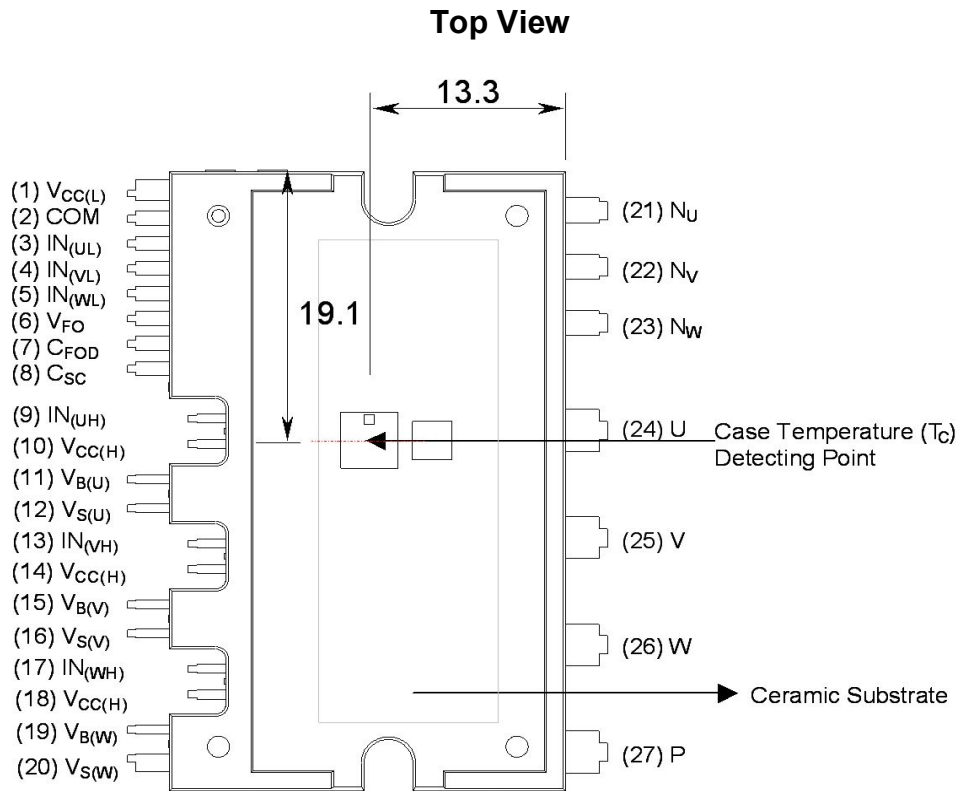 Top View
13.3
19.1
(1) VCC(L)
(2) COM
(3) IN(UL)
(4) IN(VL)
(5) IN(WL)
(6) VFO
(7) CFOD
(8) CSC
(9) IN(UH)
(10) VCC(H)
(11) VB(U)
(12) VS(U)
(13) IN(VH)
(14) VCC(H)
(15) VB(V)
(16) VS(V)
(17) IN(WH)
(18) VCC(H)
(19) VB(W)
(20) VS(W)
(21) NU
(22) NV
(23) NW
(24) U
Case Temperature (TC)
Detecting Point
(25) V
(26) W
Ceramic Substrate
(27) P